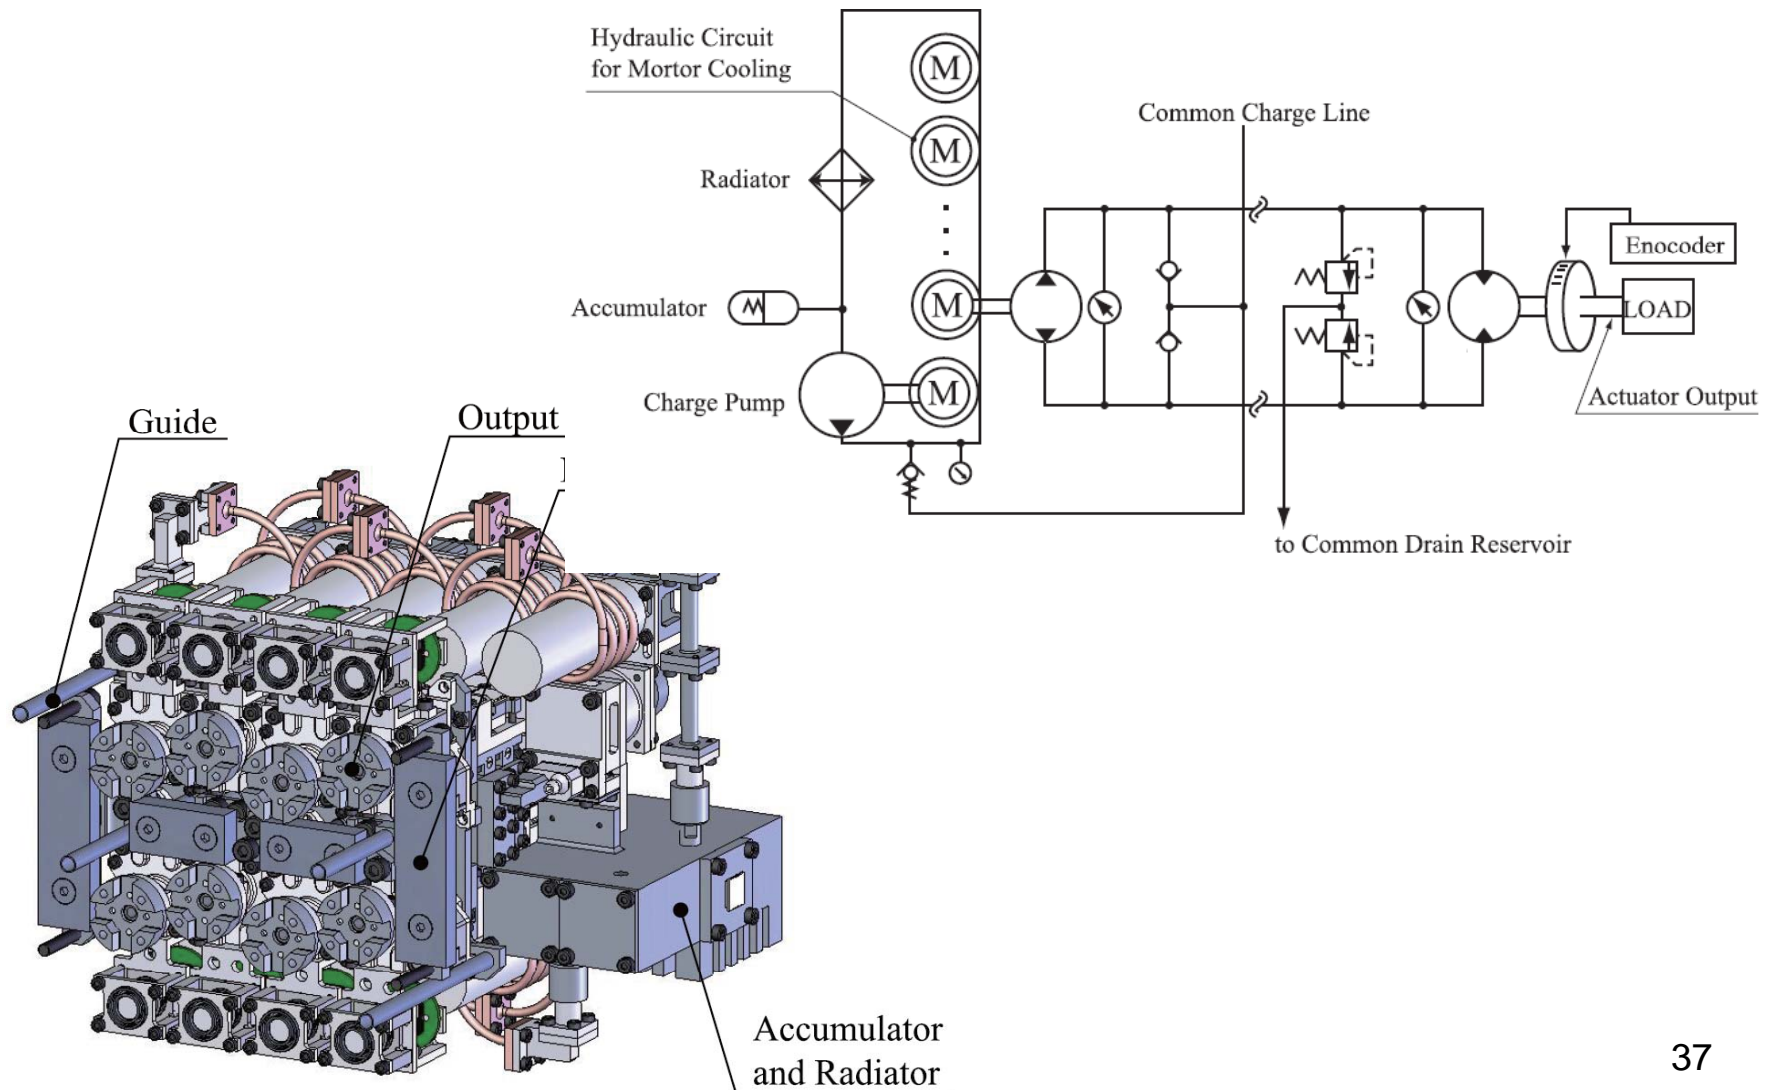 Hydraulic Circuit
for Mortor Cooling
M
M
Common Charge Line
Radiator
Enocoder
Accumulator
M
LOAD
Charge Pump
M
Actuator Output
Guide
Output
to Common Drain Reservoir
Accumulator
and Radiator
37